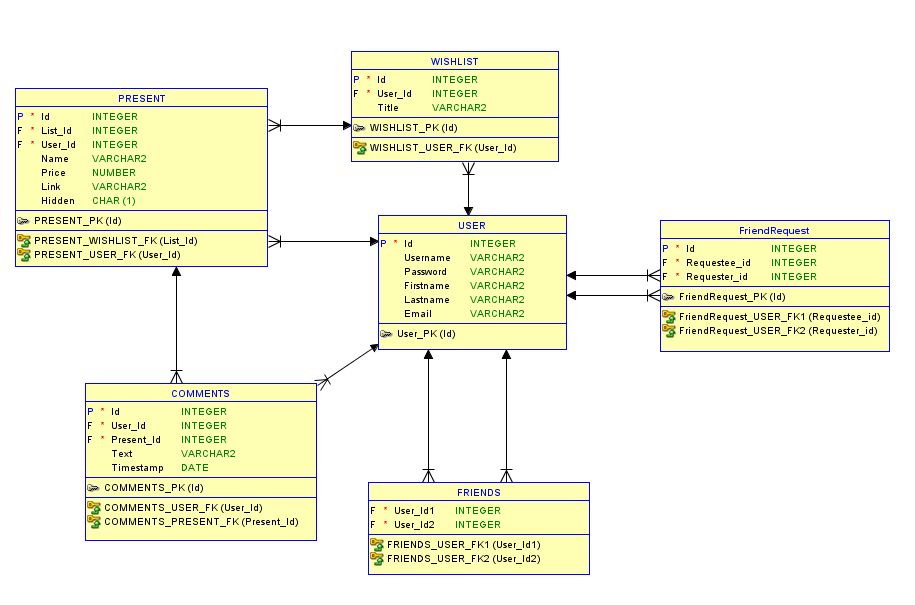 WISHLIST
P * Id INTEGER
F * User_Id INTEGER
Title VARCHAR2
WISHLIST_PK (Id)
WISHLIST_USER_FK (User_Id)
PRESENT
P * Id INTEGER
F * List_Id INTEGER
F * User_Id INTEGER
Name VARCHAR2
Price NUMBER
Link VARCHAR2
Hidden CHAR (1)
PRESENT_PK (Id)
PRESENT_WISHLIST_FK (List_Id)
PRESENT_USER_FK (User_Id)
USER
P * Id INTEGER
Username VARCHAR2
Password VARCHAR2
Firstname VARCHAR2
Lastname VARCHAR2
Email VARCHAR2
User_PK (Id)
FriendRequest
P * Id INTEGER
F * Requestee_id INTEGER
F * Requester_id INTEGER
FriendRequest_PK (Id)
FriendRequest_USER_FK1 (Requestee_id)
FriendRequest_USER_FK2 (Requester_id)
COMMENTS
P * Id INTEGER
F * User_Id INTEGER
F * Present_Id INTEGER
Text VARCHAR2
Timestamp DATE
COMMENTS_PK (Id)
COMMENTS_USER_FK (User_Id)
COMMENTS_PRESENT_FK (Present_Id)
FRIENDS
F * User_Id1 INTEGER
F * User_Id2 INTEGER
FRIENDS_USER_FK1 (User_Id1)
FRIENDS_USER_FK2 (User_Id2)